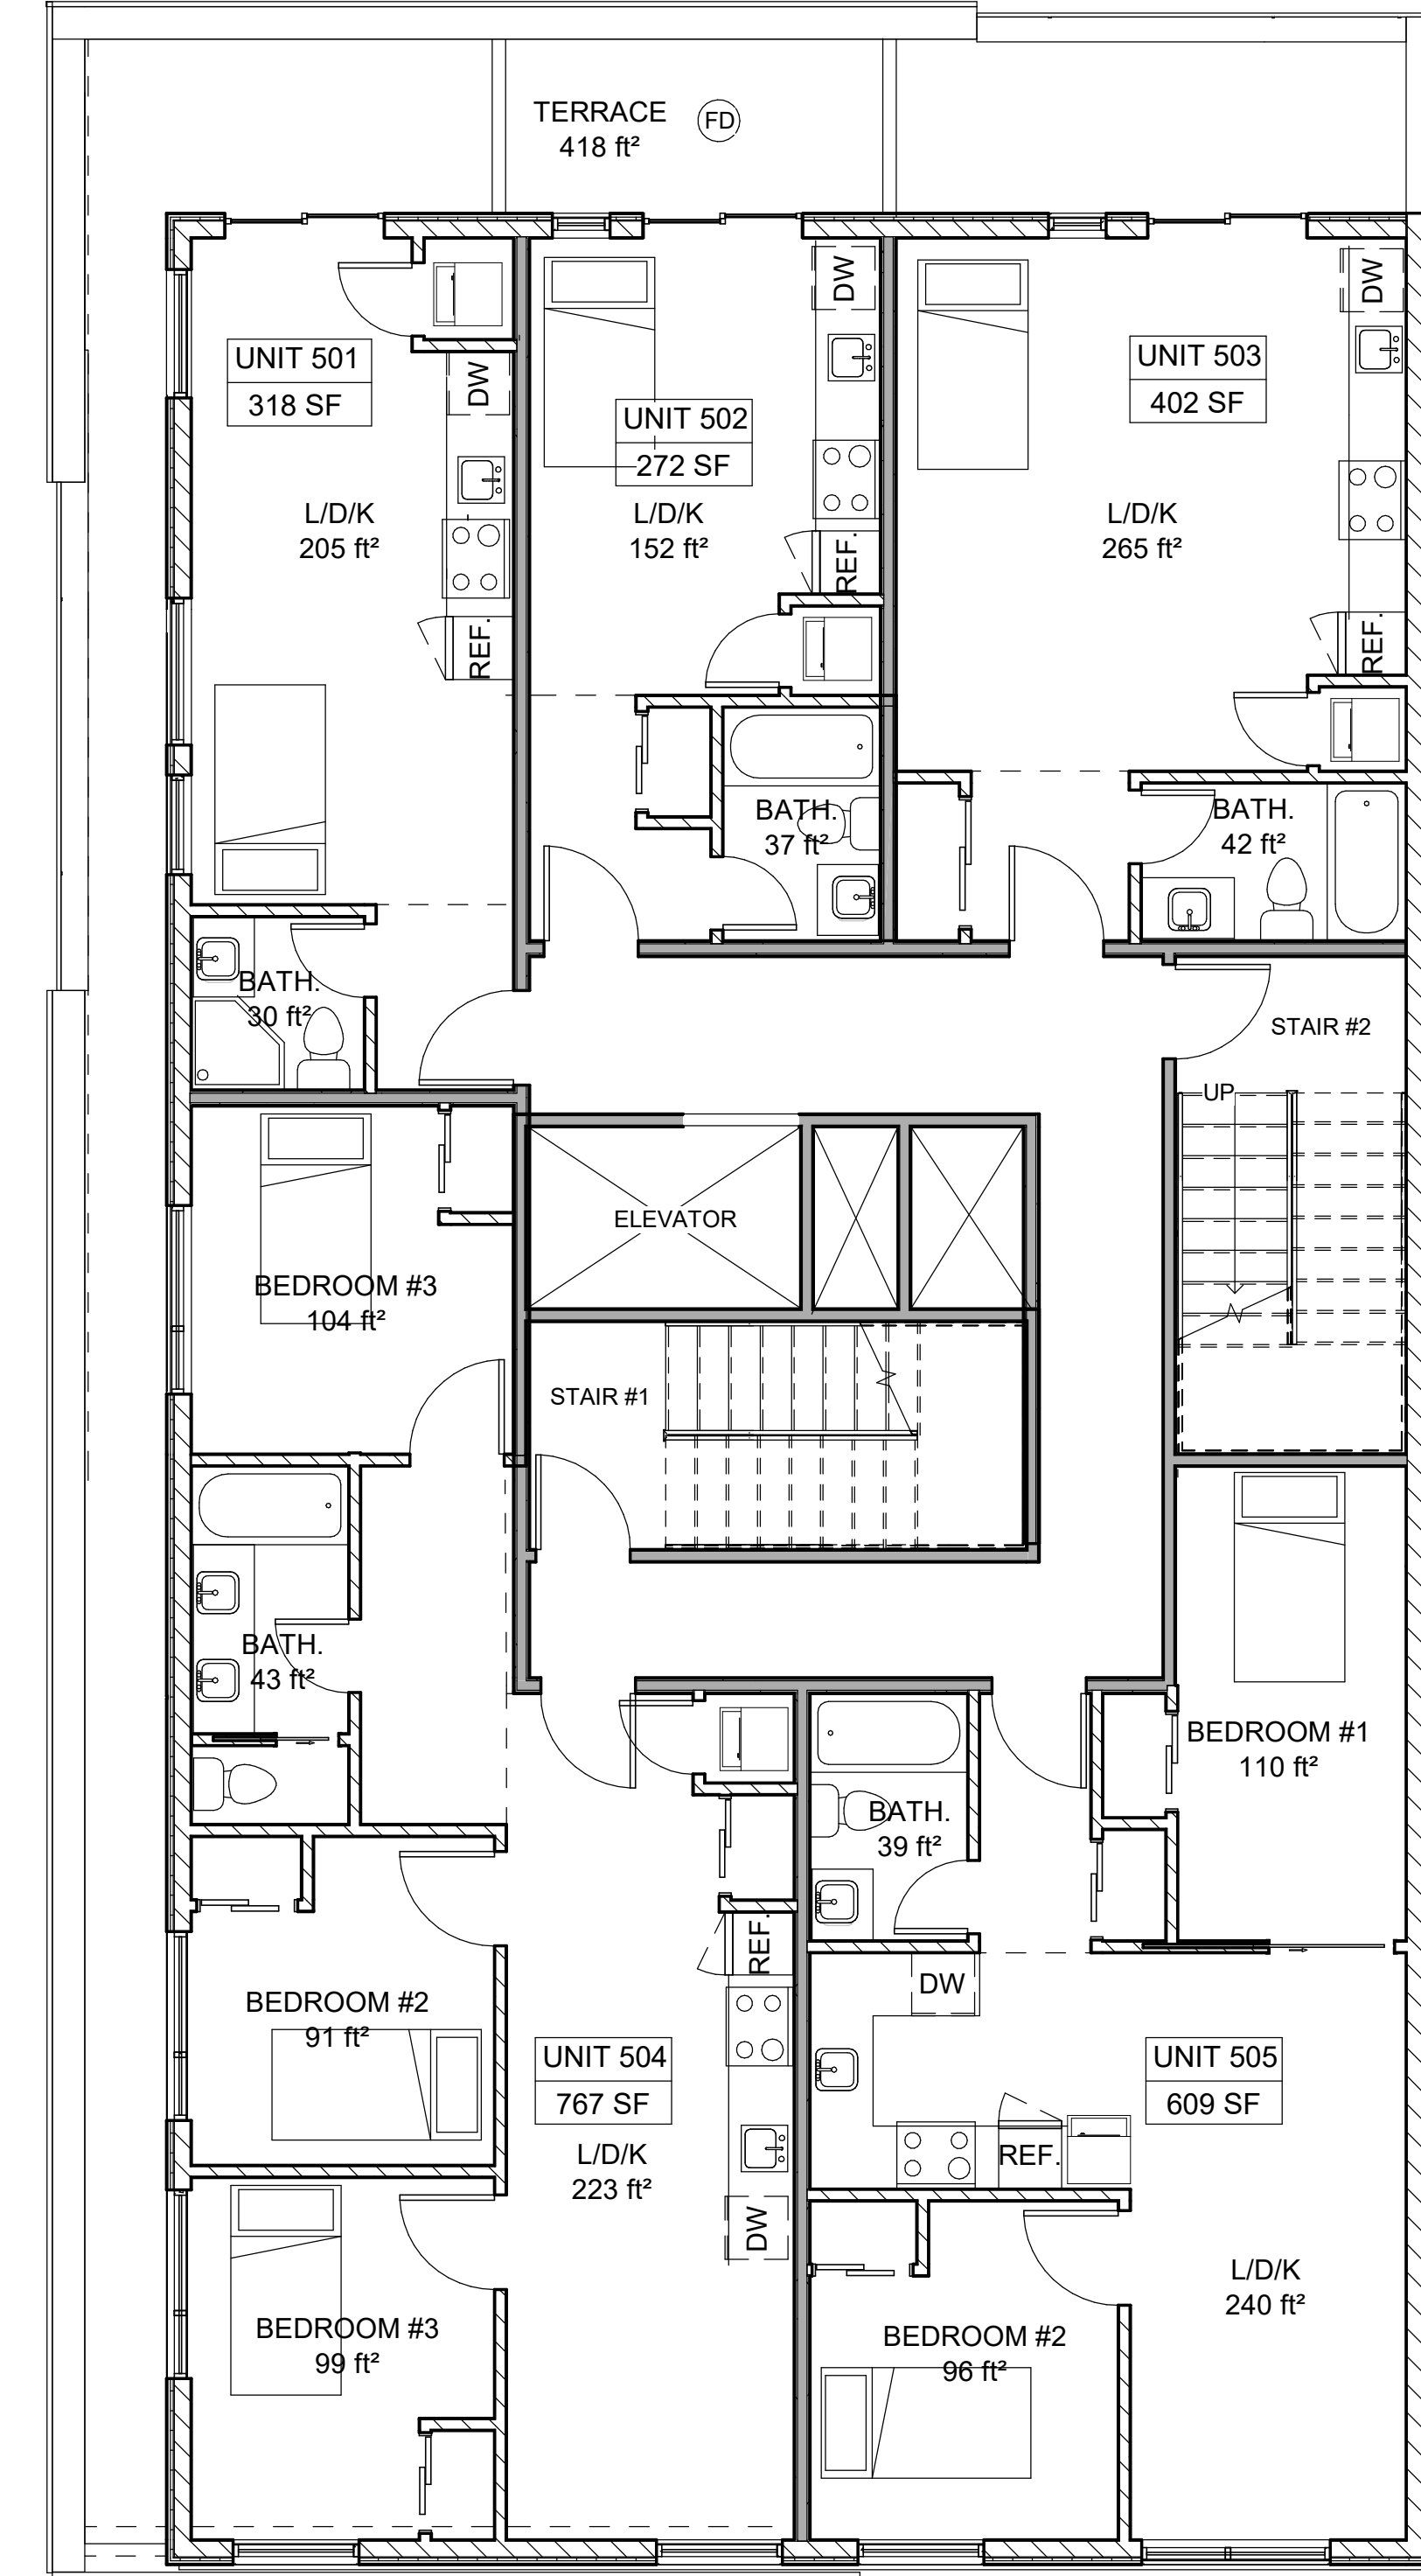 TERRACE
418 ft²
FD
DW
DW
UNIT 501
318 SF
DW
UNIT 502
272 SF
UNIT 503
402 SF
L/D/K
205 ft²
L/D/K
152 ft²
L/D/K
265 ft²
REF.
REF.
REF.
BATH.
37 ft²
BATH.
42 ft²
BATH.
30 ft²
STAIR #2
UP
ELEVATOR
BEDROOM #3
104 ft²
STAIR #1
BATH.
43 ft²
BEDROOM #1
110 ft²
BATH.
39 ft²
REF.
DW
BEDROOM #2
91 ft²
UNIT 504
767 SF
UNIT 505
609 SF
L/D/K
223 ft²
REF.
DW
L/D/K
240 ft²
BEDROOM #3
99 ft²
BEDROOM #2
96 ft²